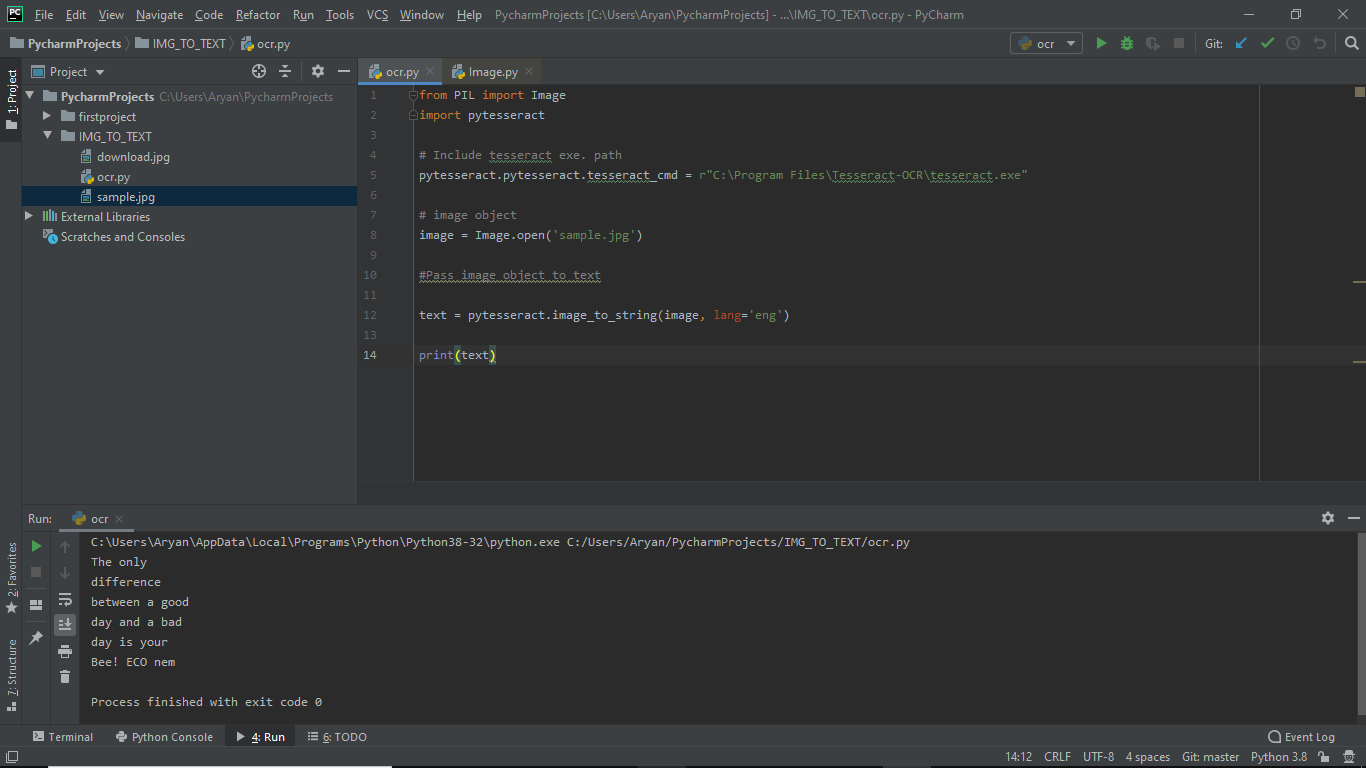 PC File Edit View Navigate Code Refactor Run Tools VCS Window Help PycharmProjects [C:\Users\Aryan\PycharmProjects] - ...\IMG_TO_TEXT\ocr.py - PyCharm
PycharmProjects IMG_TO_TEXT ocr.py ocr Git:
1: Project
Project
PycharmProjects C:\Users\Aryan\PycharmProjects
firstproject
IMG_TO_TEXT
download.jpg
ocr.py
sample.jpg
External Libraries
Scratches and Consoles
ocr.py Image.py
1 from PIL import Image
2 import pytesseract
3
4 # Include tesseract exe. path
5 pytesseract.pytesseract.tesseract_cmd = r"C:\Program Files\Tesseract-OCR\tesseract.exe"
6
7 # image object
8 image = Image.open('sample.jpg')
9
10 #Pass image object to text
11
12 text = pytesseract.image_to_string(image, lang='eng')
13
14 print(text)
Run: ocr
C:\Users\Aryan\AppData\Local\Programs\Python\Python38-32\python.exe C:/Users/Aryan/PycharmProjects/IMG_TO_TEXT/ocr.py
The only
difference
between a good
day and a bad
day is your
Bee! ECO nem
Process finished with exit code 0
2: Favorites
7: Structure
Terminal Python Console 4: Run 6: TODO Event Log
14:12 CRLF UTF-8 4 spaces Git: master Python 3.8